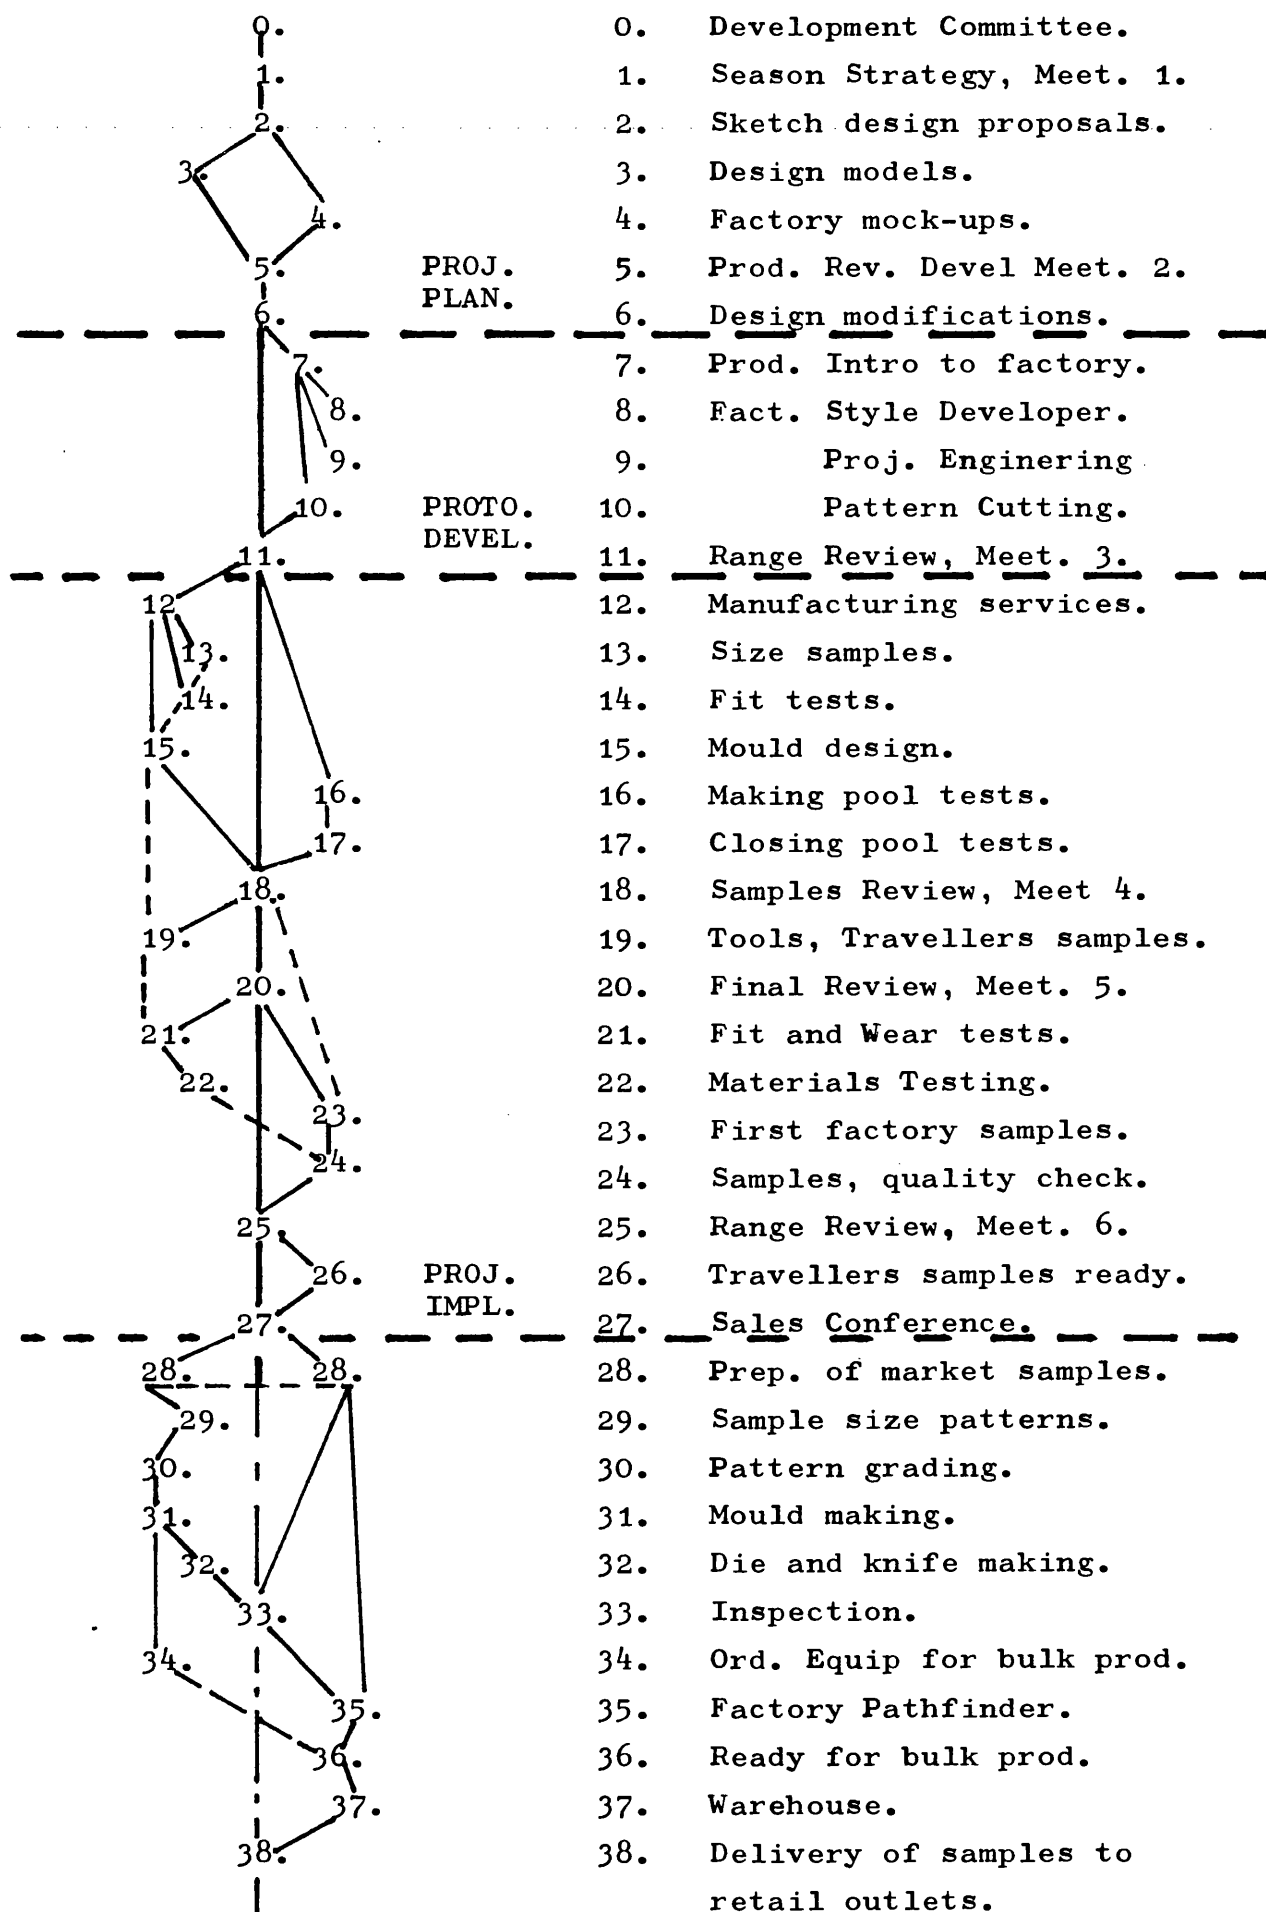 0. 0. Development Committee.
1. 1. Season Strategy, Meet. 1.
2. 2. Sketch design proposals.
3. 3. Design models.
4. 4. Factory mock-ups.
5. PROJ. 5. Prod. Rev. Devel Meet. 2.
PLAN.
6. 6. Design modifications.
7. 7. Prod. Intro to factory.
8. 8. Fact. Style Developer.
9. 9. Proj. Enginering
10. PROTO. 10. Pattern Cutting.
DEVEL.
11. 11. Range Review, Meet. 3.
12 12. Manufacturing services.
13. 13. Size samples.
14. 14. Fit tests.
15. 15. Mould design.
16. 16. Making pool tests.
17. 17. Closing pool tests.
18. 18. Samples Review, Meet 4.
19. 19. Tools, Travellers samples.
20. 20. Final Review, Meet. 5.
21. 21. Fit and Wear tests.
22. 22. Materials Testing.
23. 23. First factory samples.
24. 24. Samples, quality check.
25. 25. Range Review, Meet. 6.
26. PROJ. 26. Travellers samples ready.
IMPL.
27. 27. Sales Conference.
28. 28. 28. Prep. of market samples.
29. 29. Sample size patterns.
30. 30. Pattern grading.
31. 31. Mould making.
32. 32. Die and knife making.
33. 33. Inspection.
34. 34. Ord. Equip for bulk prod.
35. 35. Factory Pathfinder.
36. 36. Ready for bulk prod.
37. 37. Warehouse.
38. 38. Delivery of samples to
retail outlets.